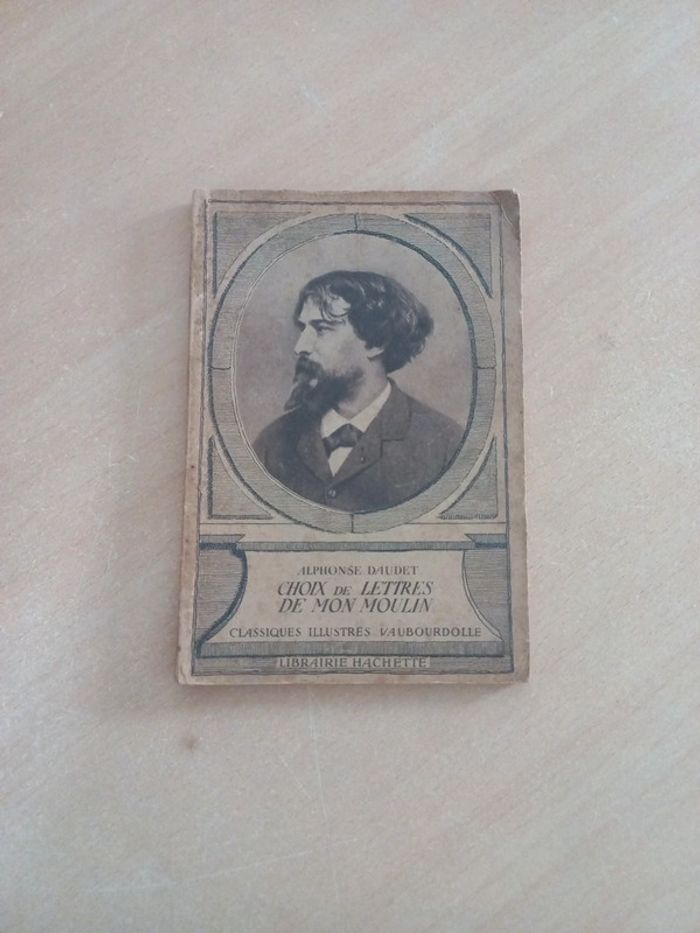 ALPHONSE DAUDET
CHOIX DE LETTRES
DE MON MOULIN
CLASSIQUES ILLUSTRÉS VAUBOURDOLLE
LIBRAIRIE HACHETTE